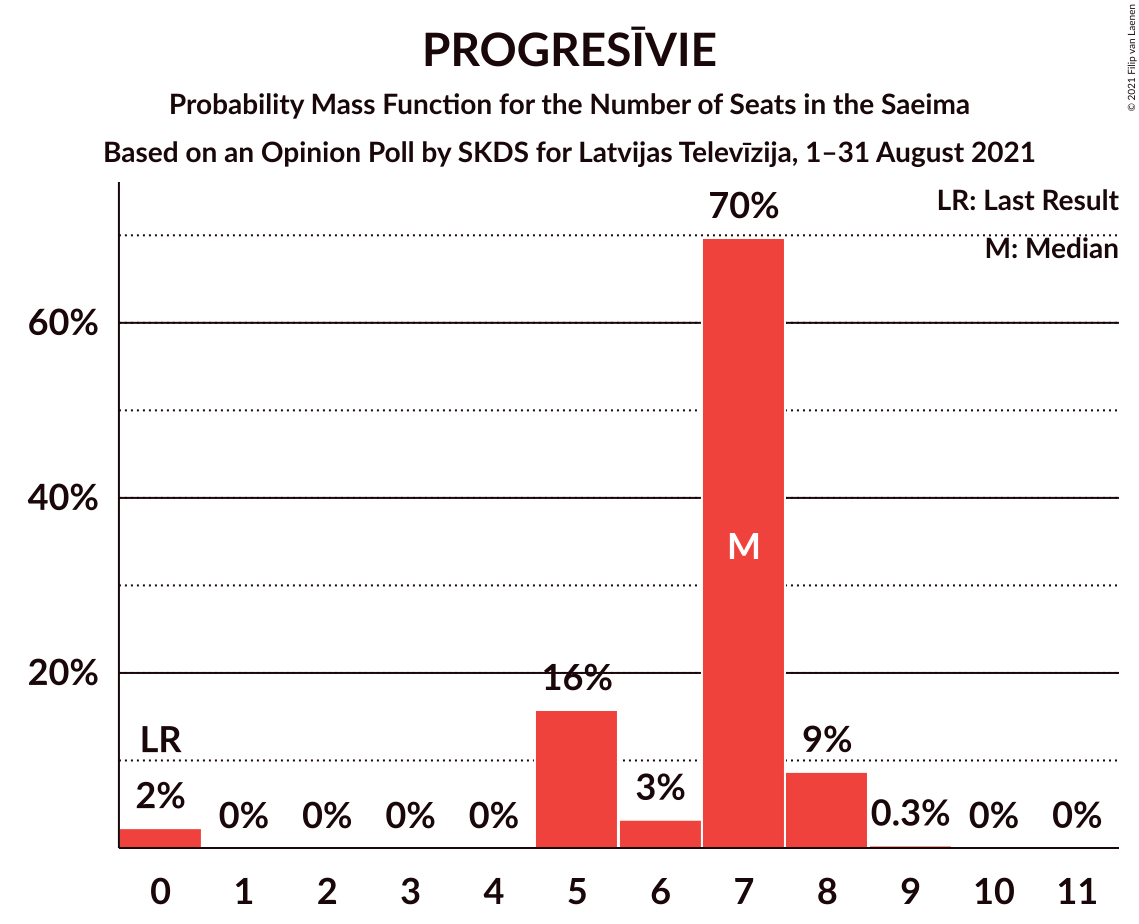 PROGRESĪVIE
Probability Mass Function for the Number of Seats in the Saeima
Based on an Opinion Poll by SKDS for Latvijas Televīzija, 1–31 August 2021
© 2021 Filip van Laenen
LR: Last Result
M: Median
60%
40%
20%
LR
2%
0%
0%
0%
0%
16%
3%
70%
M
9%
0.3%
0%
0%
0 1 2 3 4 5 6 7 8 9 10 11